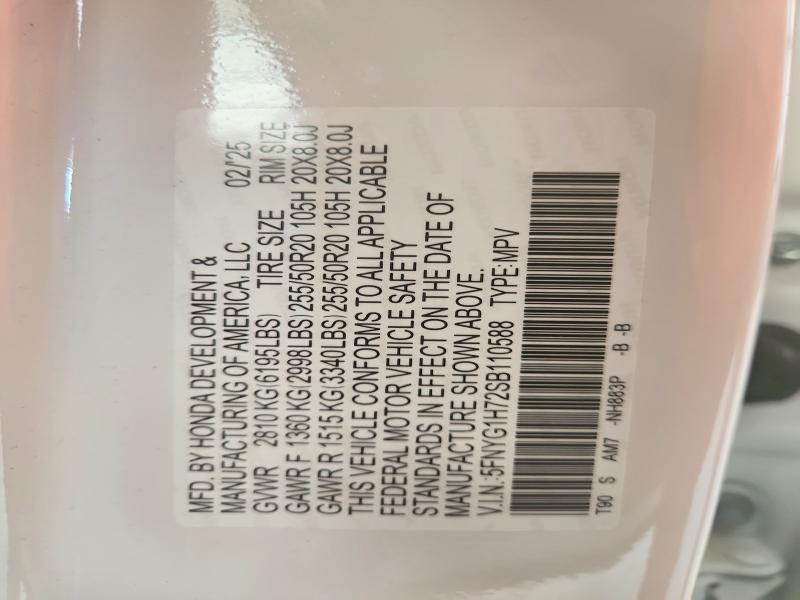 MFD. BY HONDA DEVELOPMENT &
MANUFACTURING OF AMERICA, LLC 02/'25
GVWR 2810 KG(6195LBS) TIRE SIZE RIM SIZE
GAWR F 1360 KG(2998LBS) 255/50R20 105H 20X8.0J
GAWR R 1515 KG(3340LBS) 255/50R20 105H 20X8.0J
THIS VEHICLE CONFORMS TO ALL APPLICABLE
FEDERAL MOTOR VEHICLE SAFETY
STANDARDS IN EFFECT ON THE DATE OF
MANUFACTURE SHOWN ABOVE.
V.I.N.:5FNYG1H72SB110588 TYPE:MPV
T90 S AM7 -NH883P -B -B